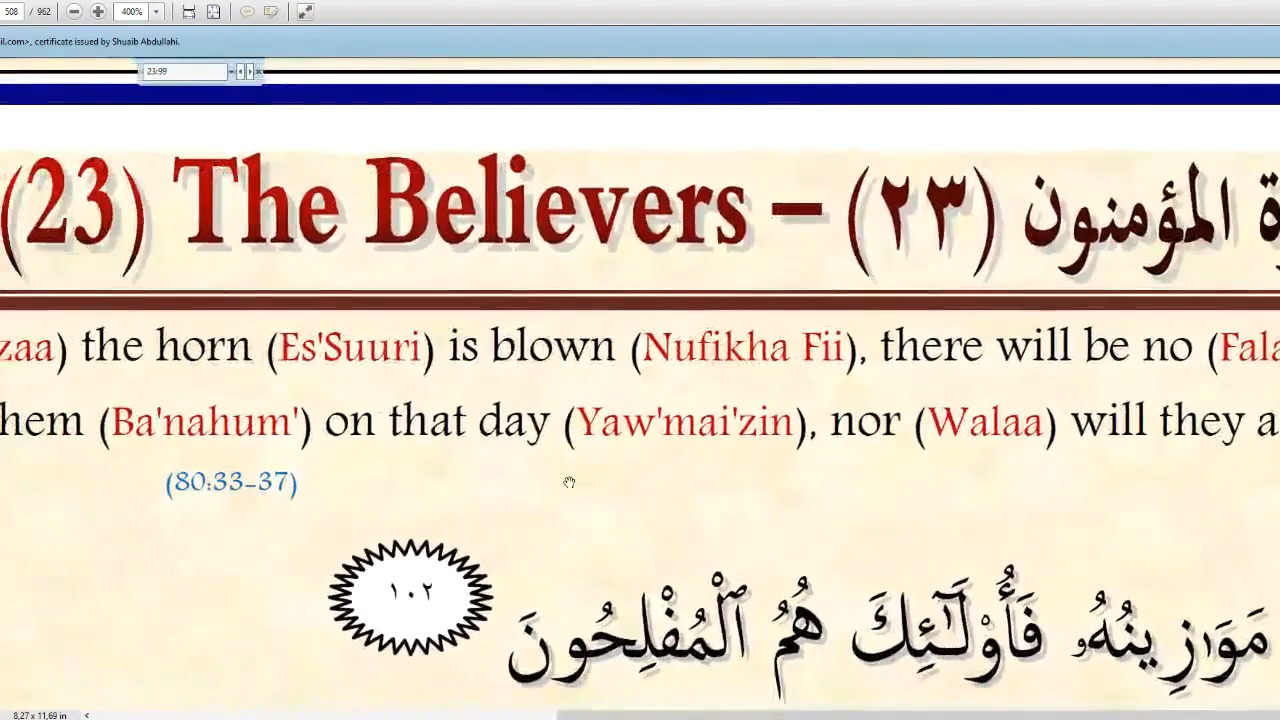 508 / 962 400%
il.com>, certificate issued by Shuaib Abdullahi.
23:99
(23) The Believers – (٢٣) ة المؤمنون
zaa) the horn (Es'Suuri) is blown (Nufikha Fii), there will be no (Fala
hem (Ba'nahum') on that day (Yaw'mai'zin), nor (Walaa) will they a
(80:33-37)
مَوَٰزِينُهُۥ فَأُو۟لَـٰٓئِكَ هُمُ ٱلْمُفْلِحُونَ ١٠٢
8,27 x 11,69 in